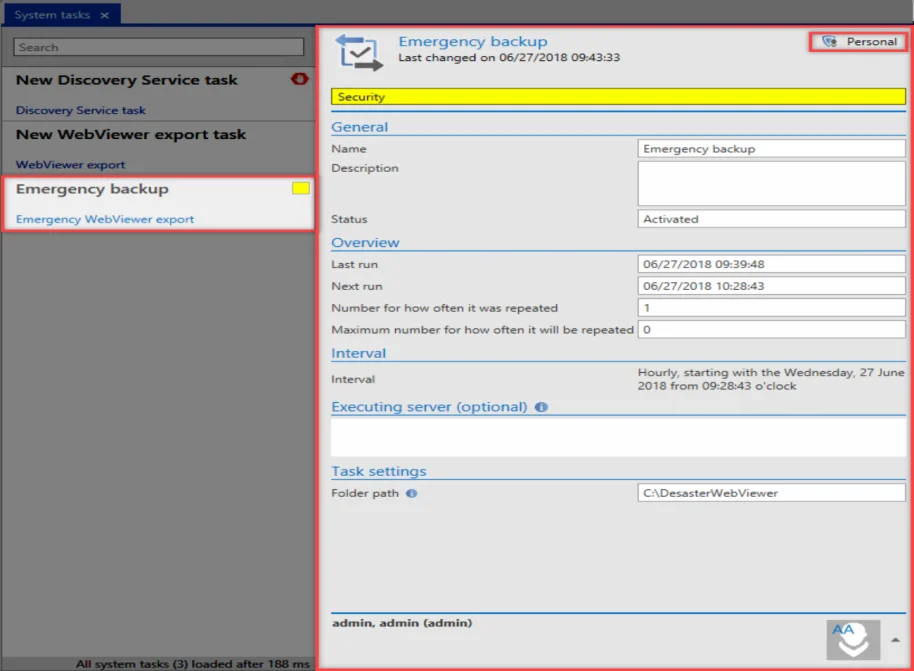 System tasks ×
Search
New Discovery Service task
Discovery Service task
New WebViewer export task
WebViewer export
Emergency backup
Emergency WebViewer export
All system tasks (3) loaded after 188 ms
Emergency backup
Last changed on 06/27/2018 09:43:33
Personal
Security
General
Name Emergency backup
Description
Status Activated
Overview
Last run 06/27/2018 09:39:48
Next run 06/27/2018 10:28:43
Number for how often it was repeated 1
Maximum number for how often it will be repeated 0
Interval
Interval Hourly, starting with the Wednesday, 27 June
2018 from 09:28:43 o'clock
Executing server (optional)
Task settings
Folder path C:\DesasterWebViewer
admin, admin (admin)
AA